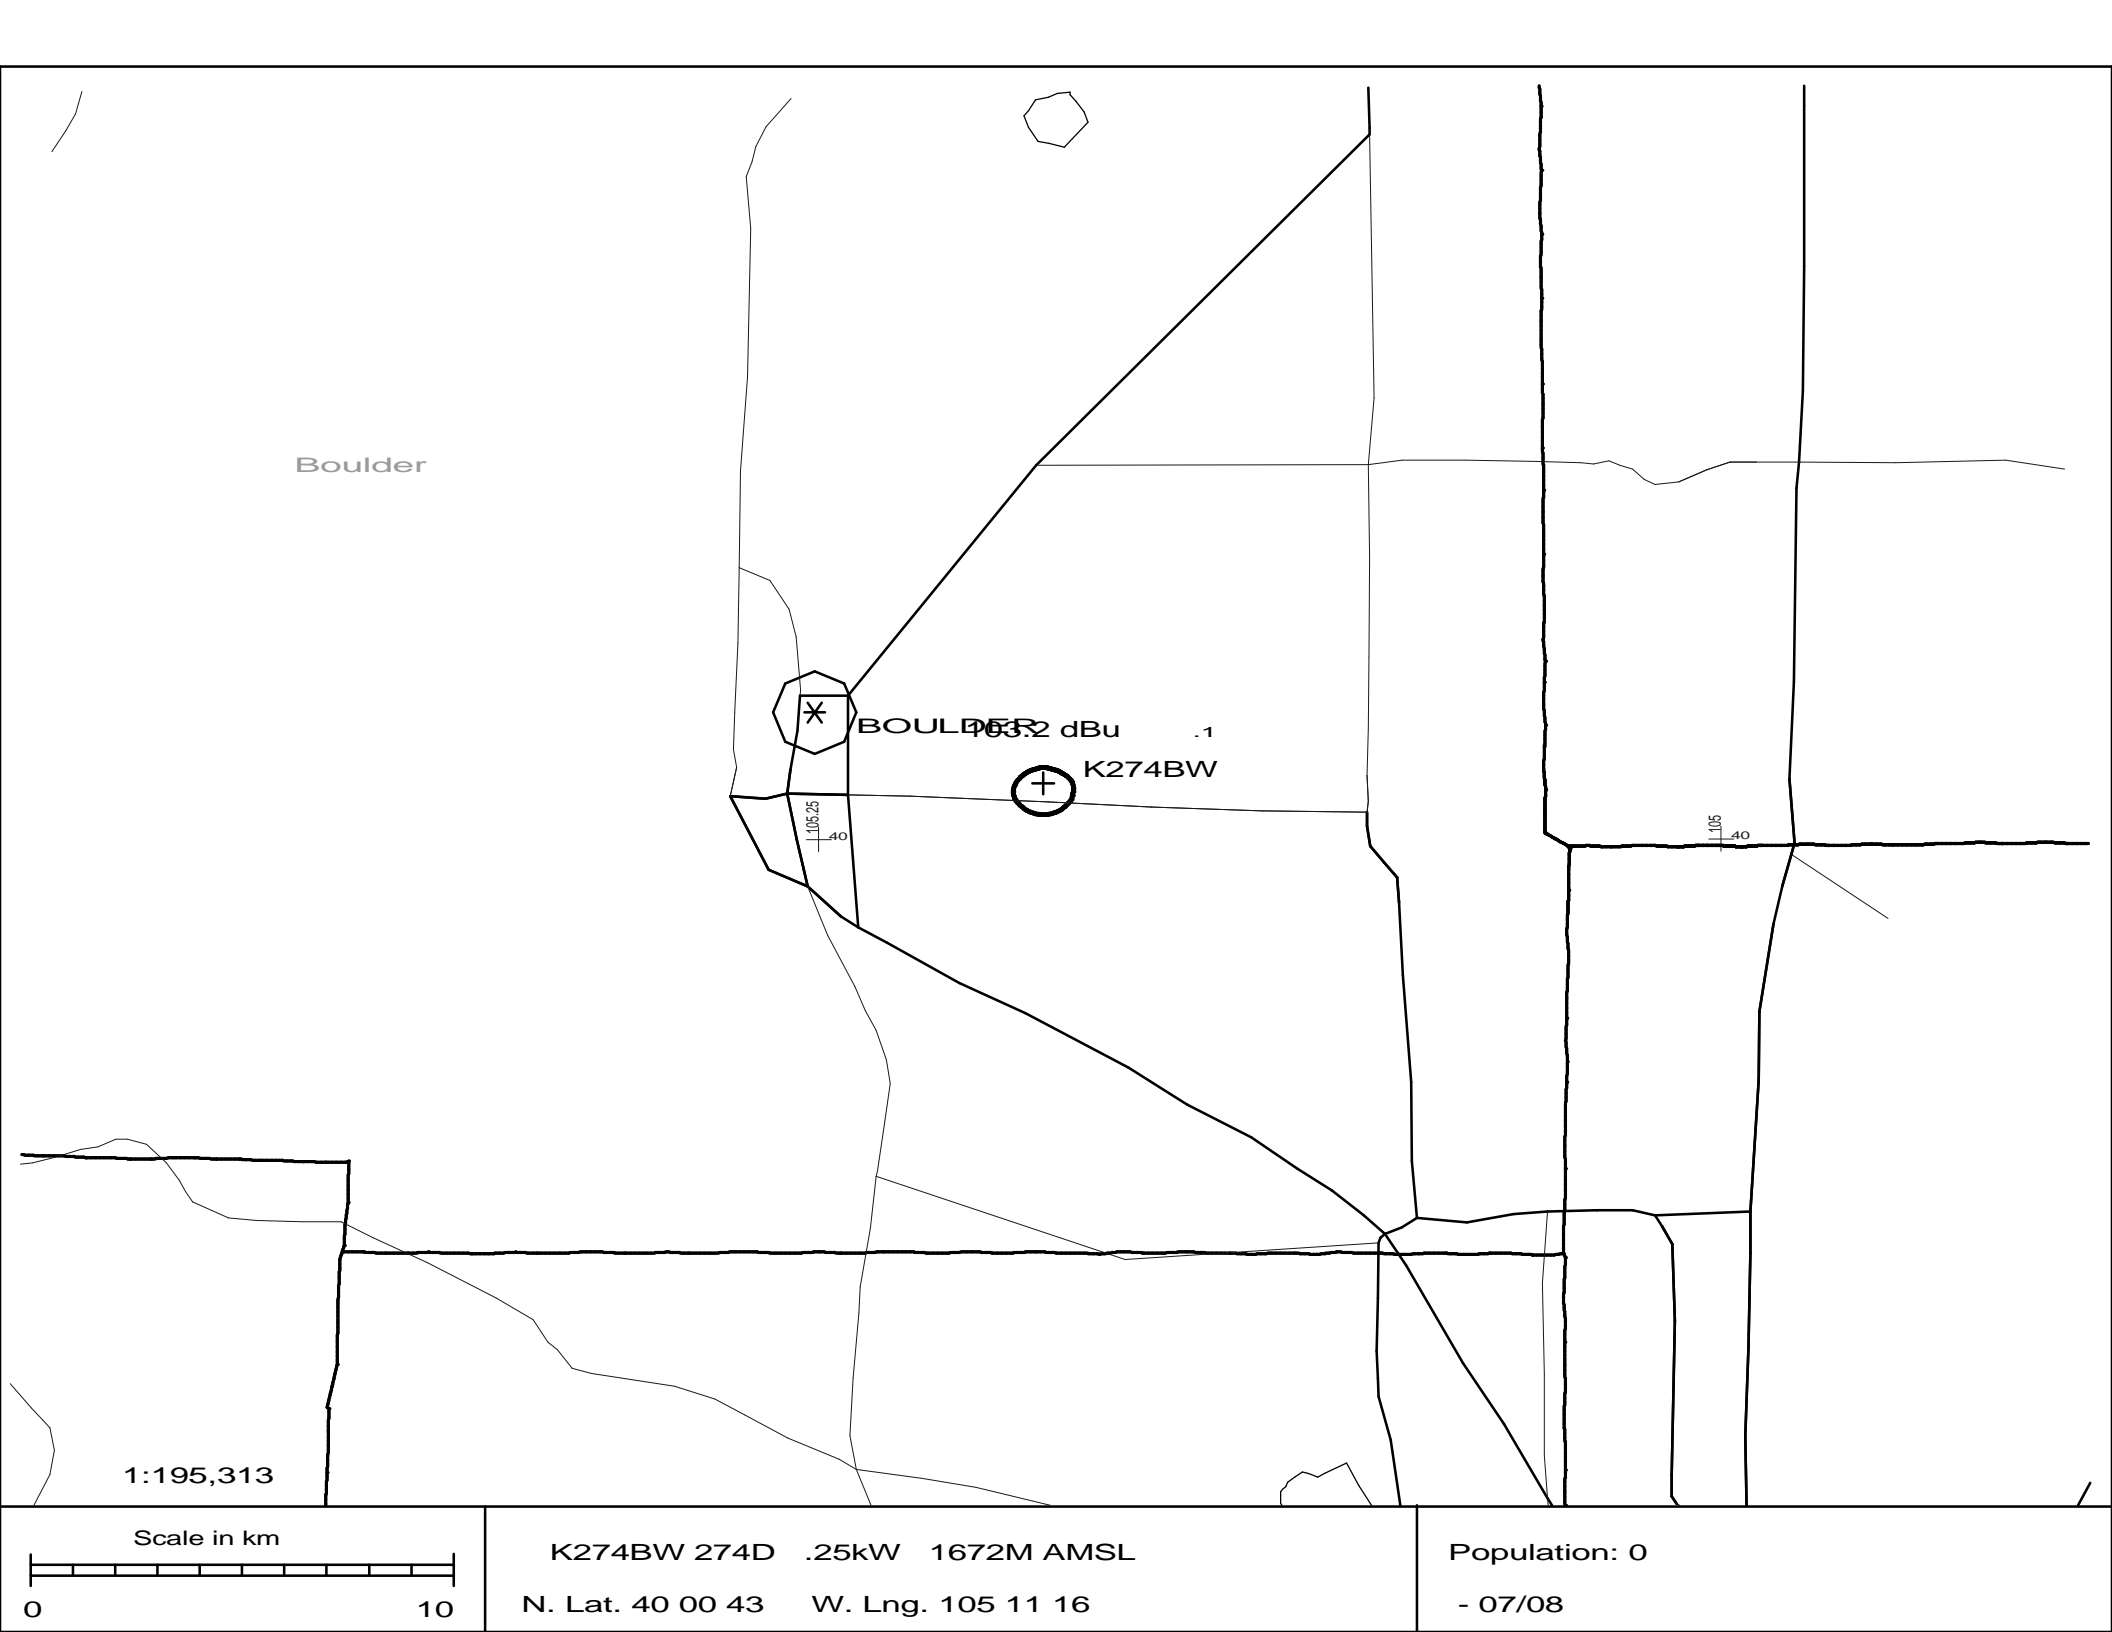 Boulder
BOULDER
103.2 dBu .1
K274BW
105.25
40
105
40
1:195,313
Scale in km
0 10
K274BW 274D .25kW 1672M AMSL
N. Lat. 40 00 43 W. Lng. 105 11 16
Population: 0
- 07/08